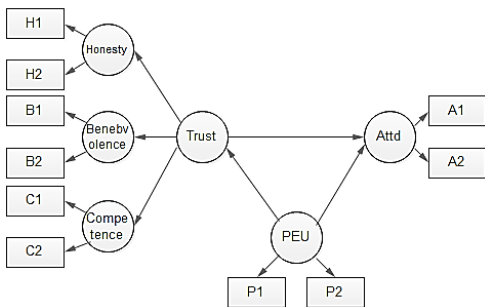 H1
Honesty
H2
B1
Benebv
olence
B2
Trust
Attd
A1
A2
C1
Compe
tence
C2
PEU
P1
P2